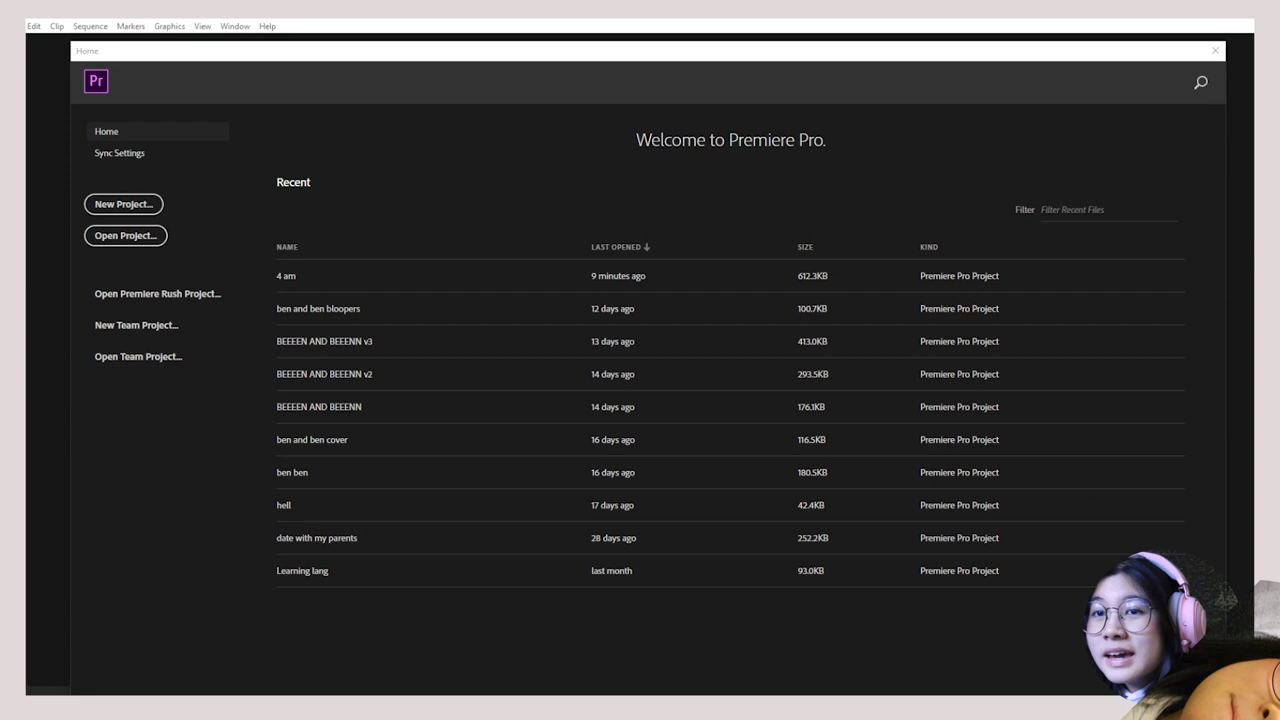 Edit Clip Sequence Markers Graphics View Window Help
Home
Pr
Home
Sync Settings
New Project...
Open Project...
Open Premiere Rush Project...
New Team Project...
Open Team Project...
Welcome to Premiere Pro.
Recent
Filter Filter Recent Files
NAME LAST OPENED SIZE KIND
4 am 9 minutes ago 612.3KB Premiere Pro Project
ben and ben bloopers 12 days ago 100.7KB Premiere Pro Project
BEEEEN AND BEEENN v3 13 days ago 413.0KB Premiere Pro Project
BEEEEN AND BEEENN v2 14 days ago 293.5KB Premiere Pro Project
BEEEEN AND BEEENN 14 days ago 176.1KB Premiere Pro Project
ben and ben cover 16 days ago 116.5KB Premiere Pro Project
ben ben 16 days ago 180.5KB Premiere Pro Project
hell 17 days ago 42.4KB Premiere Pro Project
date with my parents 28 days ago 252.2KB Premiere Pro Project
Learning lang last month 93.0KB Premiere Pro Project